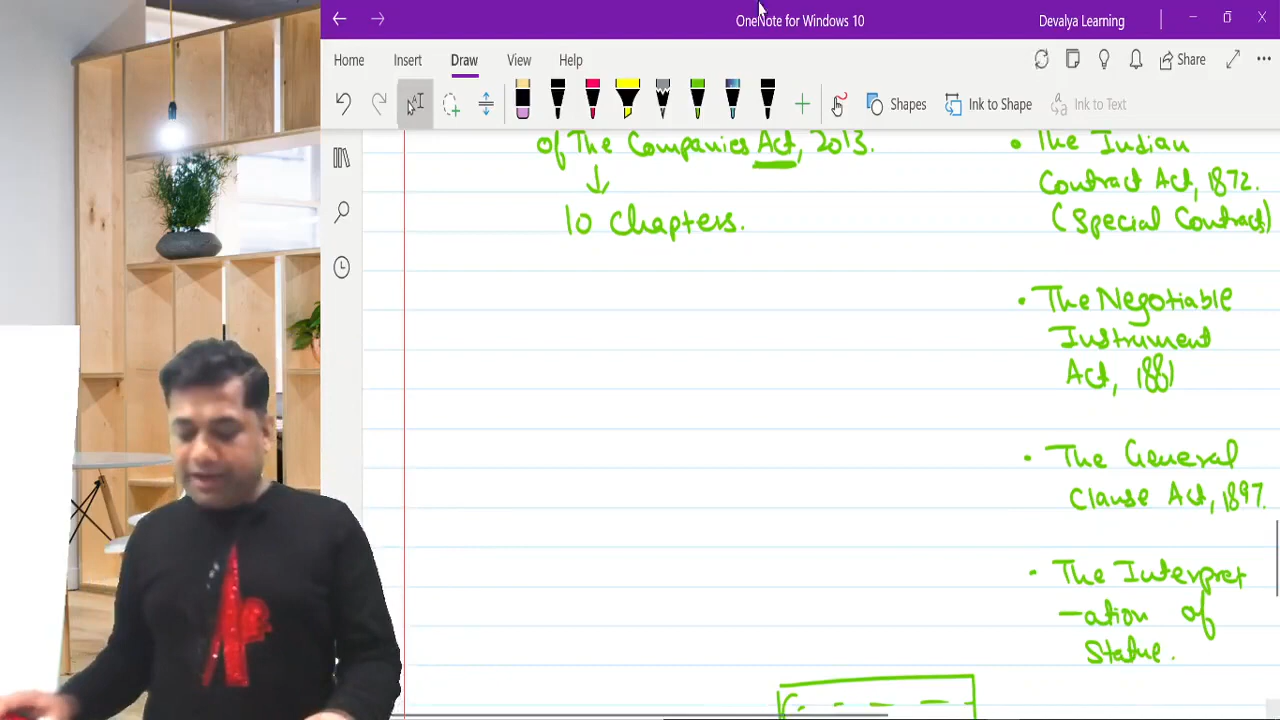 OneNote for Windows 10
Devalya Learning
Home Insert Draw View Help
Share
Shapes
Ink to Shape
Ink to Text
of The Companies Act, 2013.
10 Chapters.
• The Indian
Contract Act, 1872.
(Special Contract)
• The Negotiable
Instrument
Act, 1881
• The General
Clause Act, 1897.
• The Interpret
-ation of
Statue.